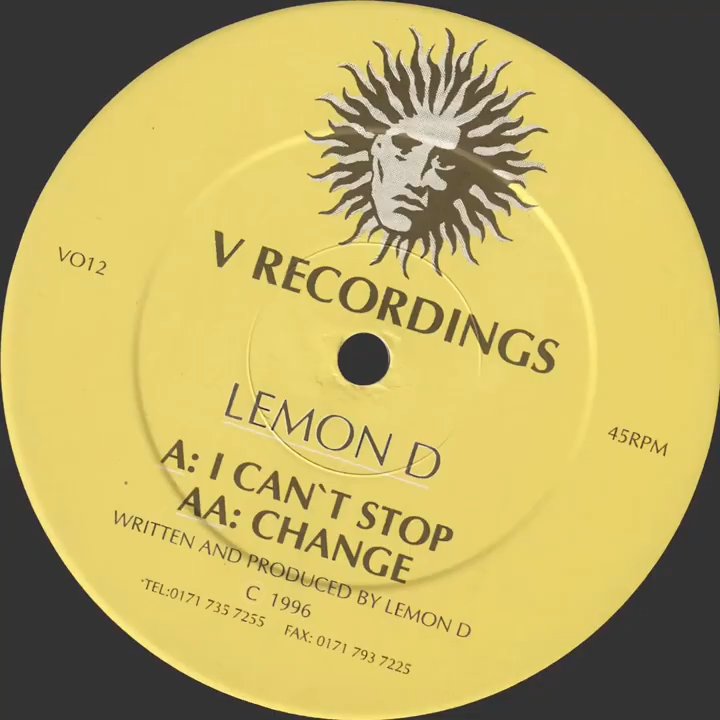 V RECORDINGS
VO12
45RPM
LEMON D
A: I CAN`T STOP
AA: CHANGE
WRITTEN AND PRODUCED BY LEMON D
C 1996
TEL:0171 735 7255 FAX: 0171 793 7225